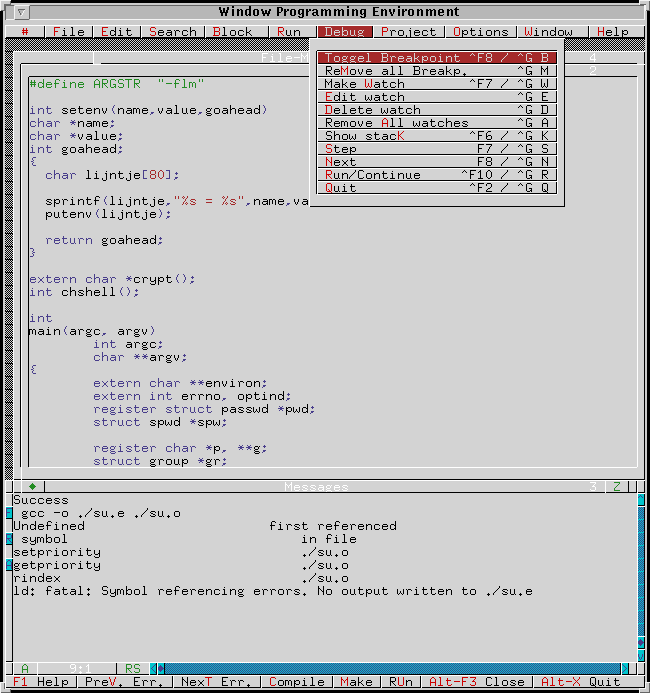 Window Programming Environment
# File Edit Search Block Run Debug Project Options Window Help
File-M 4
2
Toggel Breakpoint ^F8 / ^G B
ReMove all Breakp. ^G M
Make Watch ^F7 / ^G W
Edit watch ^G E
Delete watch ^G D
Remove All watches ^G A
Show stacK ^F6 / ^G K
Step F7 / ^G S
Next F8 / ^G N
Run/Continue ^F10 / ^G R
Quit ^F2 / ^G Q
#define ARGSTR "-flm"
int setenv(name,value,goahead)
char *name;
char *value;
int goahead;
{
char lijntje[80];
sprintf(lijntje,"%s = %s",name,va
putenv(lijntje);
return goahead;
}
extern char *crypt();
int chshell();
int
main(argc, argv)
int argc;
char **argv;
{
extern char **environ;
extern int errno, optind;
register struct passwd *pwd;
struct spwd *spw;
register char *p, **g;
struct group *gr;
Messages 3 Z
Success
gcc -o ./su.e ./su.o
Undefined first referenced
symbol in file
setpriority ./su.o
getpriority ./su.o
rindex ./su.o
ld: fatal: Symbol referencing errors. No output written to ./su.e
A 9:1 RS
F1 Help PreV. Err. NexT Err. Compile Make RUn Alt-F3 Close Alt-X Quit